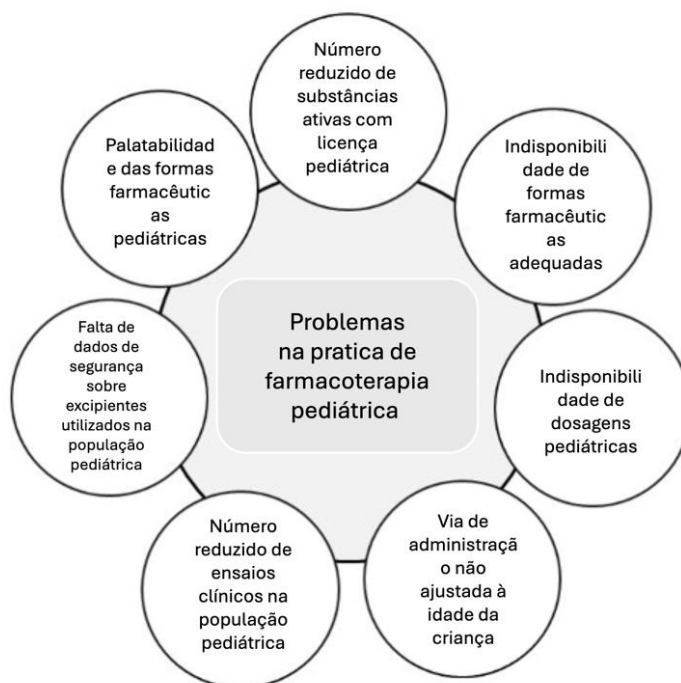 Número
reduzido de
substâncias
ativas com
licença
pediátrica
Indisponibili
dade de
formas
farmacêutic
as
adequadas
Indisponibili
dade de
dosagens
pediátricas
Via de
administraçã
o não
ajustada à
idade da
criança
Número
reduzido de
ensaios
clínicos na
população
pediátrica
Falta de
dados de
segurança
sobre
excipientes
utilizados na
população
pediátrica
Palatabilidad
e das formas
farmacêutic
as
pediátricas
Problemas
na pratica de
farmacoterapia
pediátrica